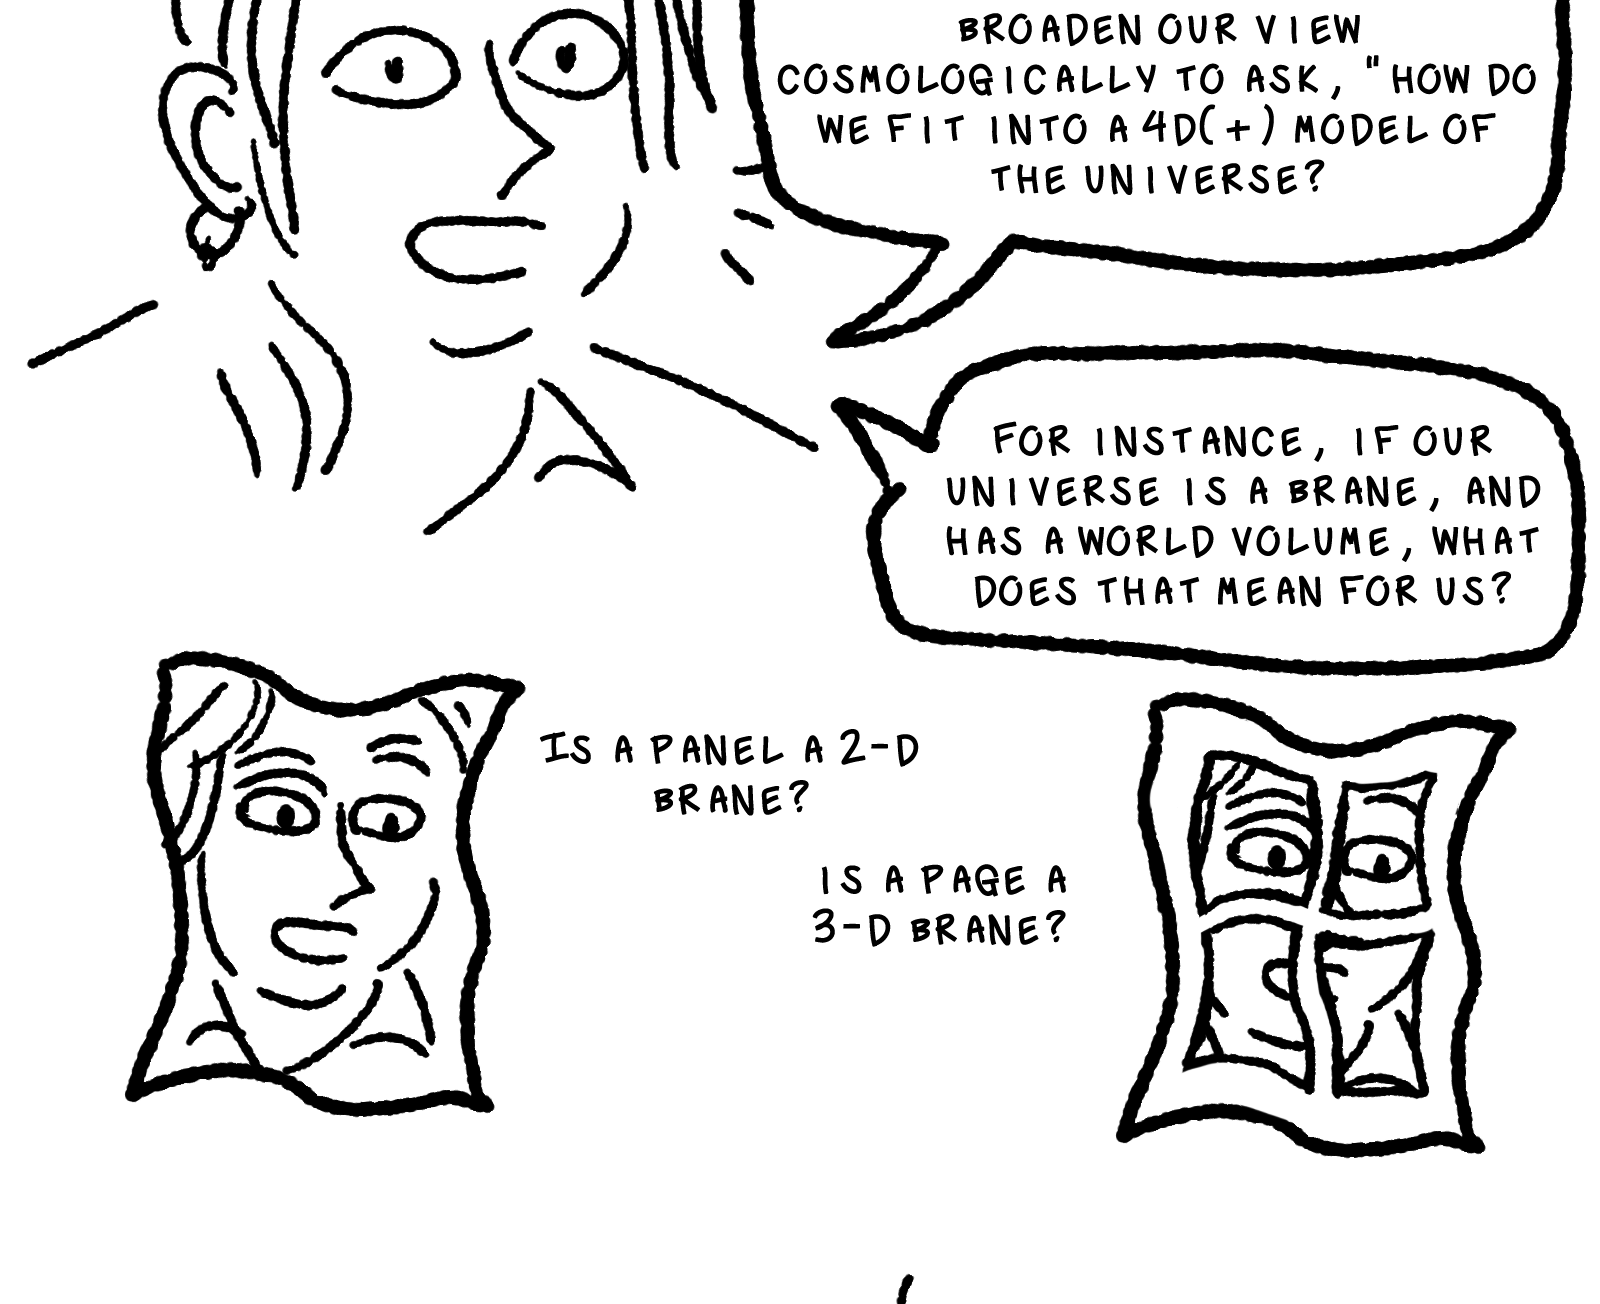 BROADEN OUR VIEW
COSMOLOGICALLY TO ASK, "HOW DO
WE FIT INTO A 4D(+) MODEL OF
THE UNIVERSE?
FOR INSTANCE, IF OUR
UNIVERSE IS A BRANE, AND
HAS A WORLD VOLUME, WHAT
DOES THAT MEAN FOR US?
IS A PANEL A 2-D
BRANE?
IS A PAGE A
3-D BRANE?